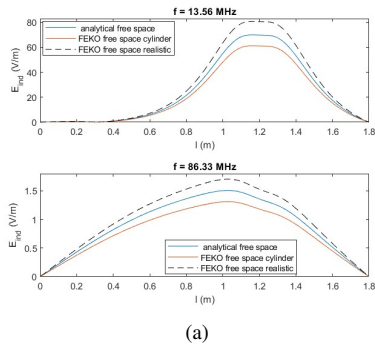 f = 13.56 MHz
E_ind (V/m)
80
60
40
20
0
analytical free space
FEKO free space cylinder
FEKO free space realistic
0 0.2 0.4 0.6 0.8 1 1.2 1.4 1.6 1.8
l (m)
f = 86.33 MHz
E_ind (V/m)
1.5
1
0.5
0
analytical free space
FEKO free space cylinder
FEKO free space realistic
0 0.2 0.4 0.6 0.8 1 1.2 1.4 1.6 1.8
l (m)
(a)